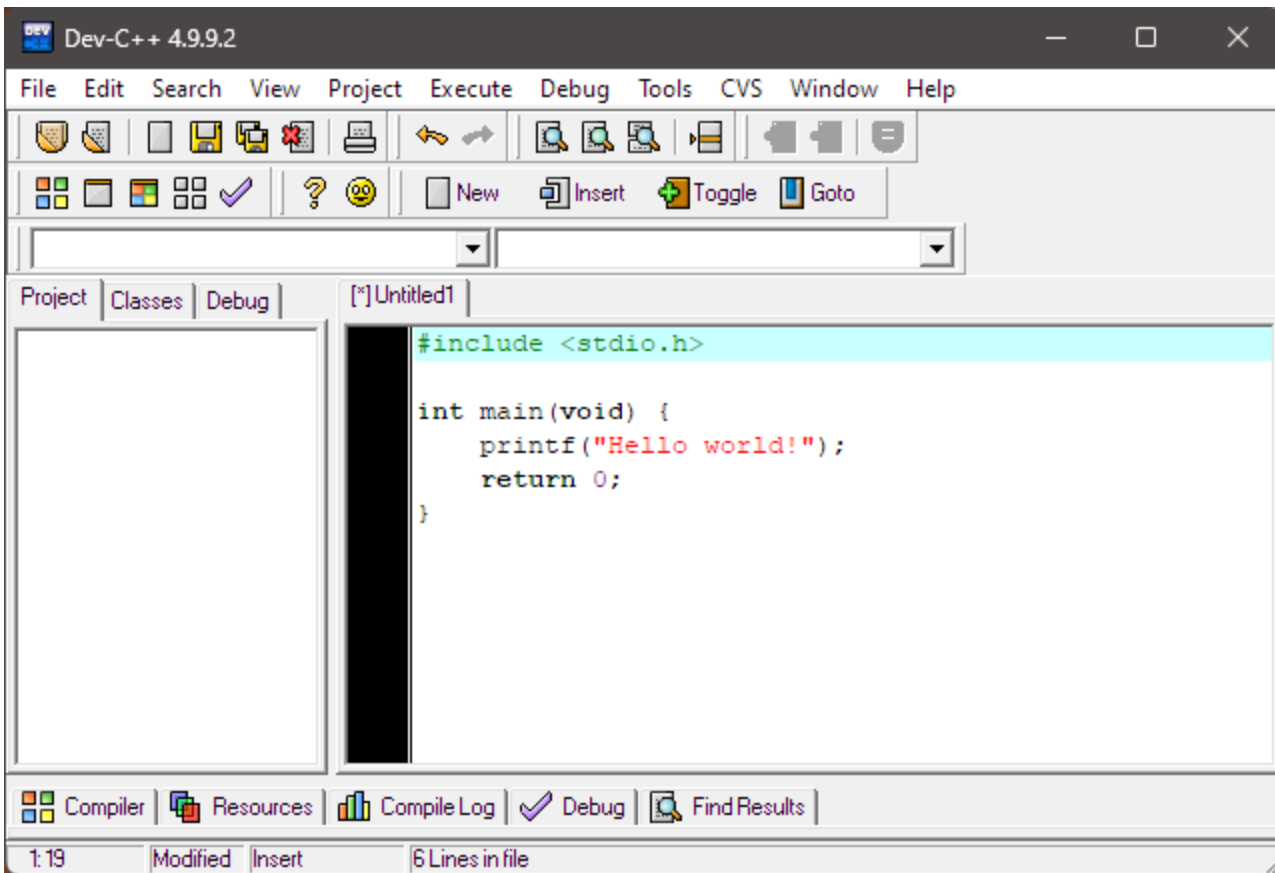 DEV
Dev-C++ 4.9.9.2
File Edit Search View Project Execute Debug Tools CVS Window Help
New Insert Toggle Goto
Project Classes Debug
[*] Untitled1
#include <stdio.h>
int main(void) {
    printf("Hello world!");
    return 0;
}
Compiler Resources Compile Log Debug Find Results
1: 19 Modified Insert 6 Lines in file